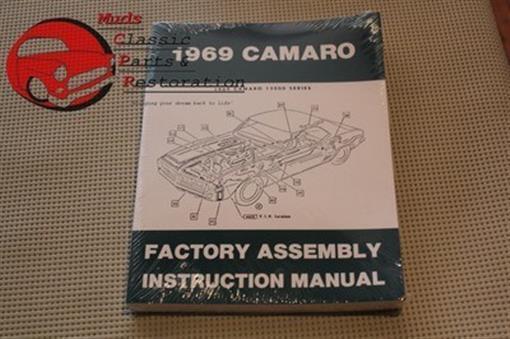 Muds
Classic
Parts &
Restoration
1969 CAMARO
1969 CAMARO 12000 SERIES
your dream back to life!
V.I.N. Location
FACTORY ASSEMBLY
INSTRUCTION MANUAL